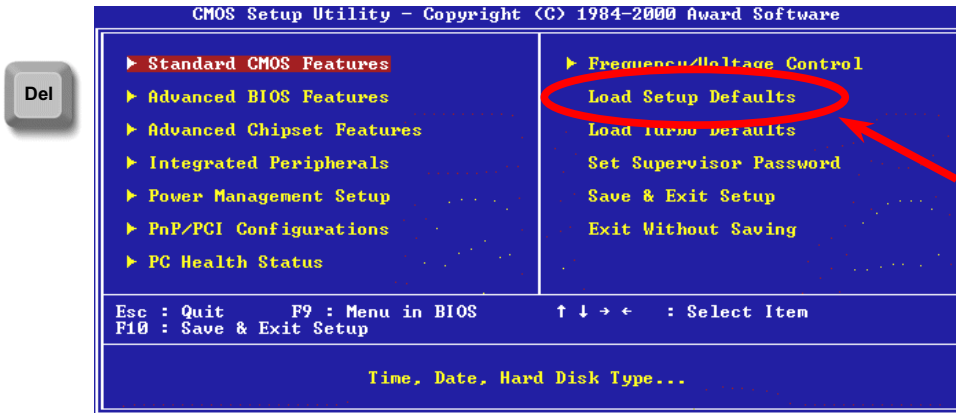 CMOS Setup Utility – Copyright (C) 1984–2000 Award Software
Del
Standard CMOS Features
Advanced BIOS Features
Advanced Chipset Features
Integrated Peripherals
Power Management Setup
PnP/PCI Configurations
PC Health Status
Frequency/Voltage Control
Load Setup Defaults
Load Turbo Defaults
Set Supervisor Password
Save & Exit Setup
Exit Without Saving
Esc : Quit F9 : Menu in BIOS ↑ ↓ → ← : Select Item
F10 : Save & Exit Setup
Time, Date, Hard Disk Type...